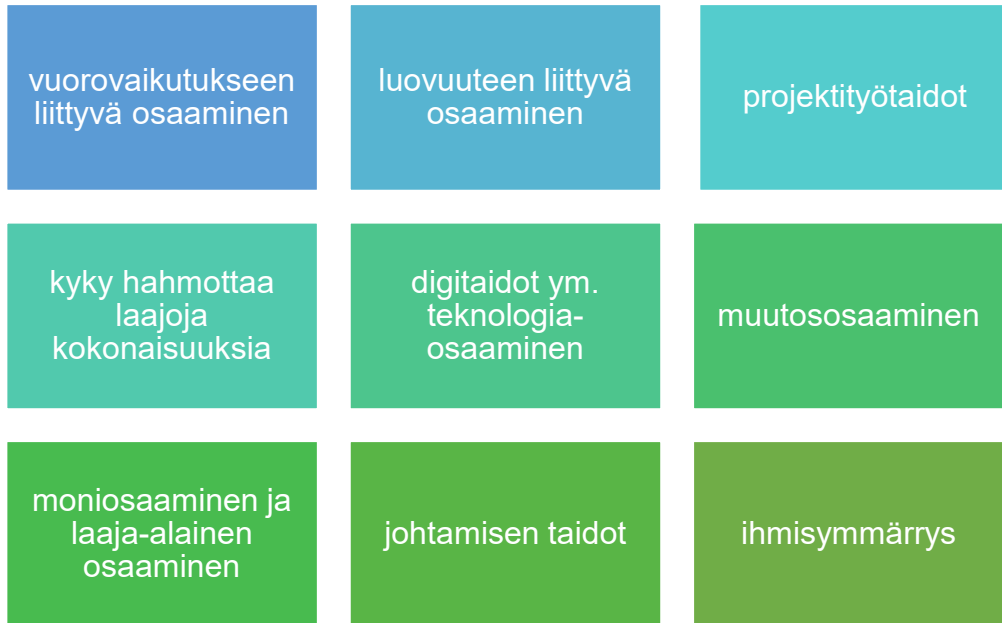 vuorovaikutukseen
liittyvä osaaminen
luovuuteen liittyvä
osaaminen
projektityötaidot
kyky hahmottaa
laajoja
kokonaisuuksia
digitaidot ym.
teknologia-
osaaminen
muutososaaminen
moniosaaminen ja
laaja-alainen
osaaminen
johtamisen taidot
ihmisymmärrys